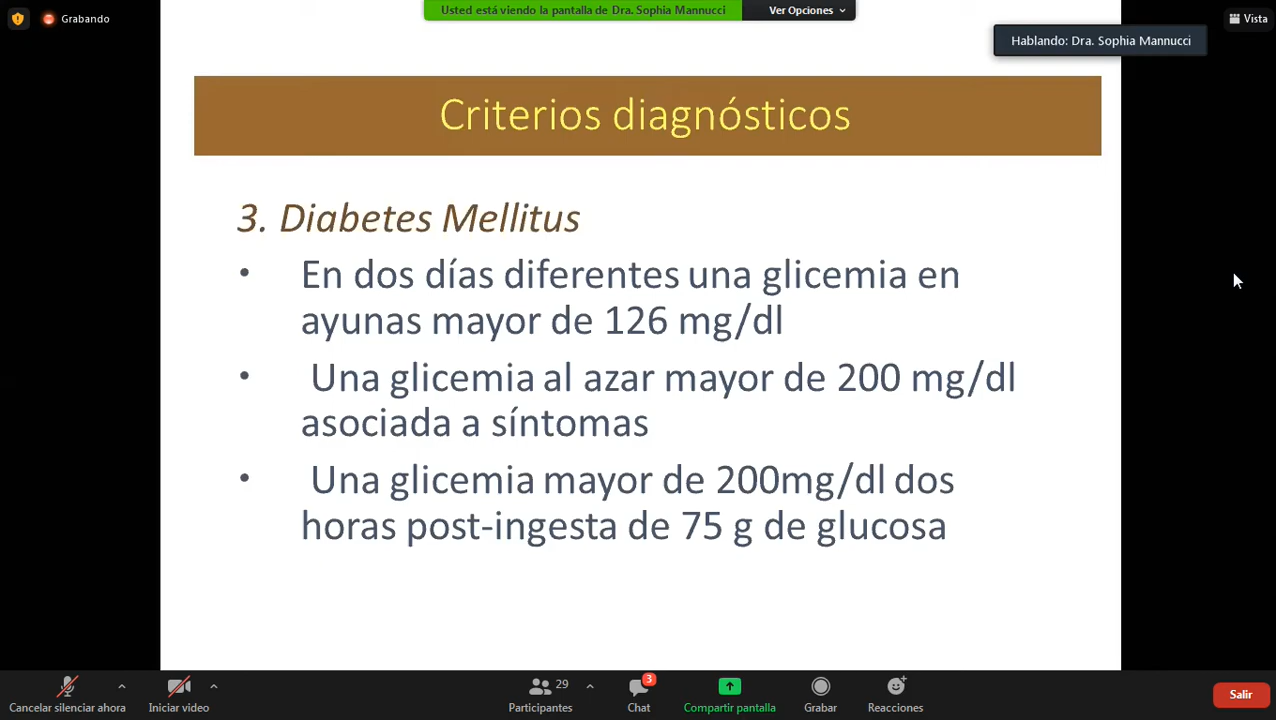 Grabando
Usted está viendo la pantalla de Dra. Sophia Mannucci
Ver Opciones
Vista
Hablando: Dra. Sophia Mannucci
Criterios diagnósticos
3. Diabetes Mellitus
• En dos días diferentes una glicemia en
ayunas mayor de 126 mg/dl
• Una glicemia al azar mayor de 200 mg/dl
asociada a síntomas
• Una glicemia mayor de 200mg/dl dos
horas post-ingesta de 75 g de glucosa
Cancelar silenciar ahora
Iniciar video
29
Participantes
3
Chat
Compartir pantalla
Grabar
Reacciones
Salir